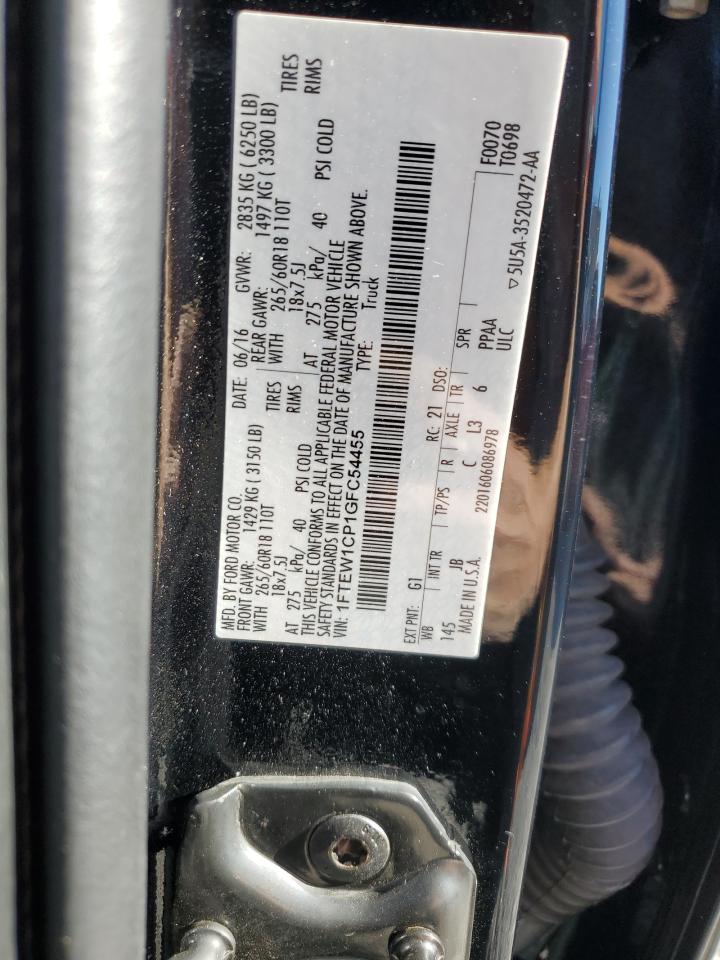 MFD. BY FORD MOTOR CO.
DATE: 06/16 GVWR: 2835 KG ( 6250 LB)
FRONT GAWR: 1429 KG (3150 LB) REAR GAWR: 1497 KG ( 3300 LB)
WITH 265/60R18 110T TIRES WITH 265/60R18 110T TIRES
18x7.5J RIMS 18x7.5J RIMS
AT 275 kPa/ 40 PSI COLD AT 275 kPa/ 40 PSI COLD
THIS VEHICLE CONFORMS TO ALL APPLICABLE FEDERAL MOTOR VEHICLE
SAFETY STANDARDS IN EFFECT ON THE DATE OF MANUFACTURE SHOWN ABOVE.
VIN: 1FTEW1CP1GFC54455 TYPE: Truck
F0070
T0698
EXT PNT: G1 RC: 21 DSO:
WB INT TR TP/PS R AXLE TR SPR
145 JB C L3 6 PPAA
MADE IN U.S.A. 2201606086978 ULC
▽5U5A-3520472-AA